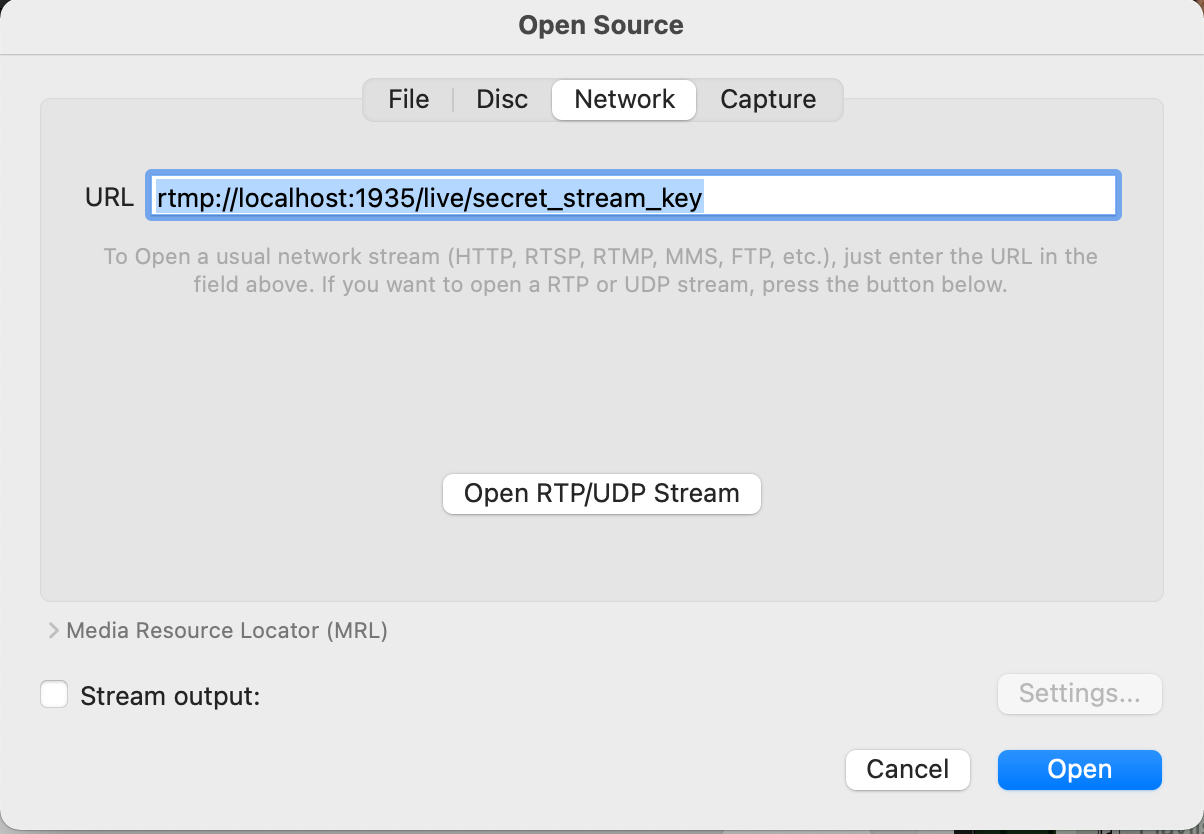 Open Source
File
Disc
Network
Capture
URL
rtmp://localhost:1935/live/secret_stream_key
To Open a usual network stream (HTTP, RTSP, RTMP, MMS, FTP, etc.), just enter the URL in the
field above. If you want to open a RTP or UDP stream, press the button below.
Open RTP/UDP Stream
Media Resource Locator (MRL)
Stream output:
Settings...
Cancel
Open